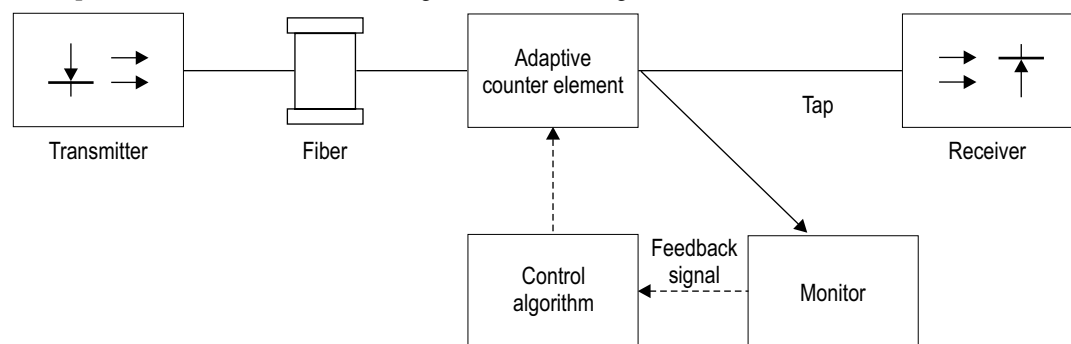 Adaptive
counter element
Tap
Transmitter
Fiber
Receiver
Feedback
signal
Control
algorithm
Monitor